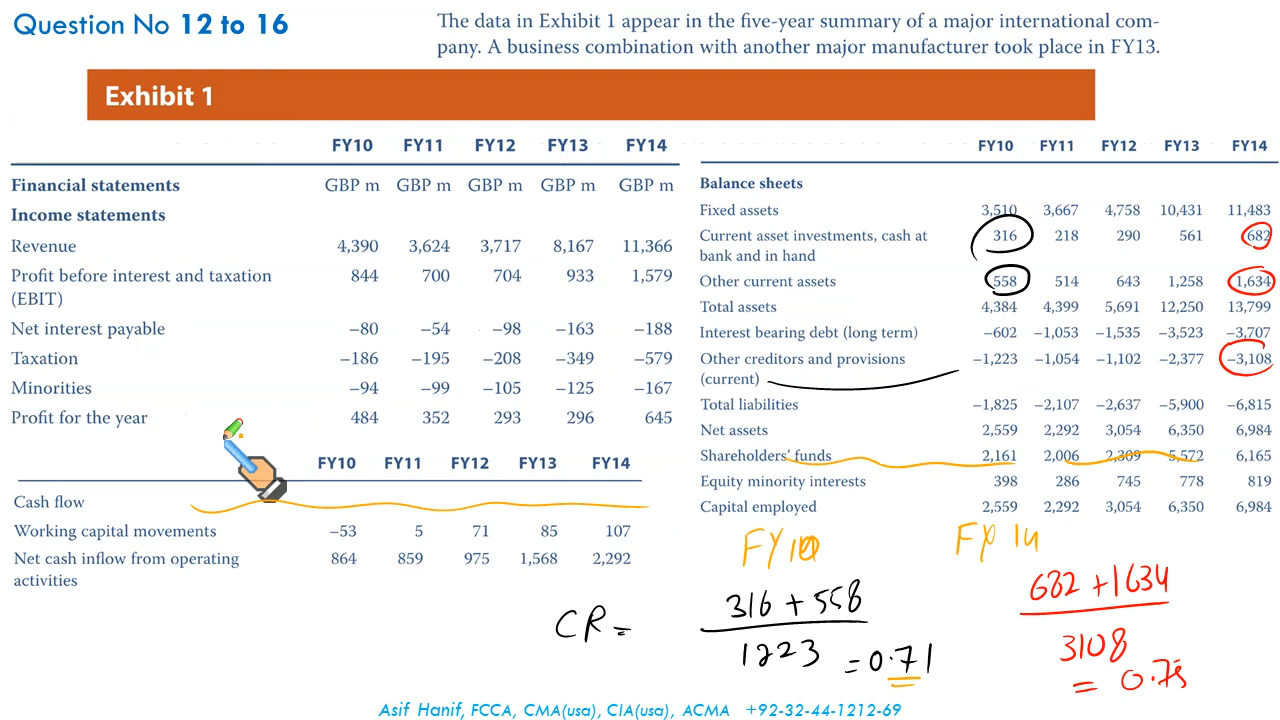 Question No 12 to 16
The data in Exhibit 1 appear in the five-year summary of a major international com-
pany. A business combination with another major manufacturer took place in FY13.
Exhibit 1
FY10 FY11 FY12 FY13 FY14
Financial statements GBP m GBP m GBP m GBP m GBP m
Income statements
Revenue 4,390 3,624 3,717 8,167 11,366
Profit before interest and taxation 844 700 704 933 1,579
(EBIT)
Net interest payable −80 −54 −98 −163 −188
Taxation −186 −195 −208 −349 −579
Minorities −94 −99 −105 −125 −167
Profit for the year 484 352 293 296 645
FY10 FY11 FY12 FY13 FY14
Cash flow
Working capital movements −53 5 71 85 107
Net cash inflow from operating 864 859 975 1,568 2,292
activities
FY10 FY11 FY12 FY13 FY14
Balance sheets
Fixed assets 3,510 3,667 4,758 10,431 11,483
Current asset investments, cash at 316 218 290 561 682
bank and in hand
Other current assets 558 514 643 1,258 1,634
Total assets 4,384 4,399 5,691 12,250 13,799
Interest bearing debt (long term) −602 −1,053 −1,535 −3,523 −3,707
Other creditors and provisions −1,223 −1,054 −1,102 −2,377 −3,108
(current)
Total liabilities −1,825 −2,107 −2,637 −5,900 −6,815
Net assets 2,559 2,292 3,054 6,350 6,984
Shareholders' funds 2,161 2,006 2,309 5,572 6,165
Equity minority interests 398 286 745 778 819
Capital employed 2,559 2,292 3,054 6,350 6,984
FY10 FY 14
CR = 316 + 558 682 + 1634
1223 = 0.71 3108
= 0.75
Asif Hanif, FCCA, CMA(usa), CIA(usa), ACMA +92-32-44-1212-69